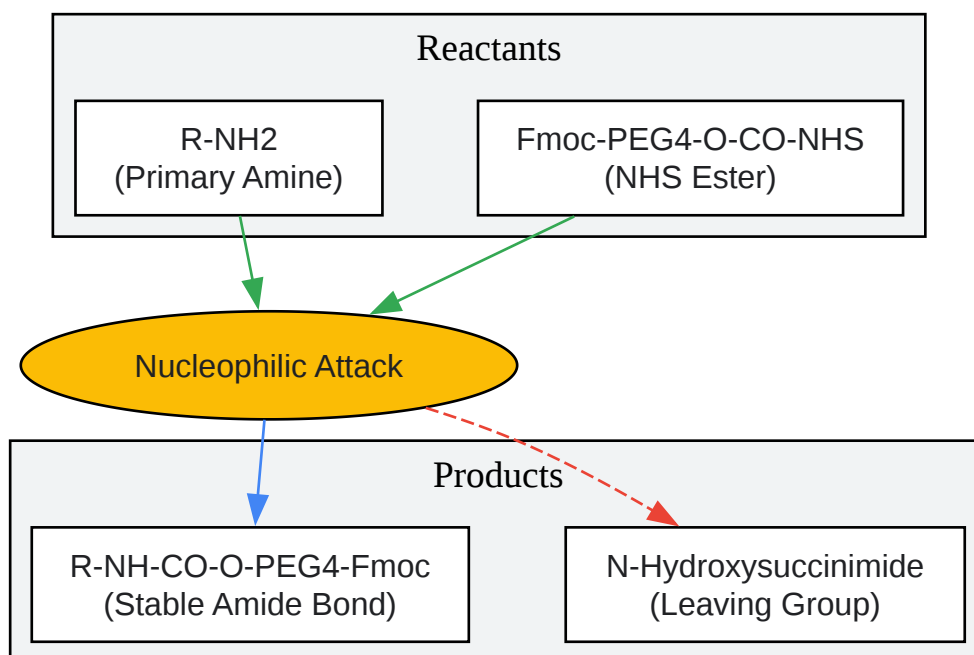 Reactants
R-NH2
(Primary Amine)
Fmoc-PEG4-O-CO-NHS
(NHS Ester)
Nucleophilic Attack
Products
R-NH-CO-O-PEG4-Fmoc
(Stable Amide Bond)
N-Hydroxysuccinimide
(Leaving Group)